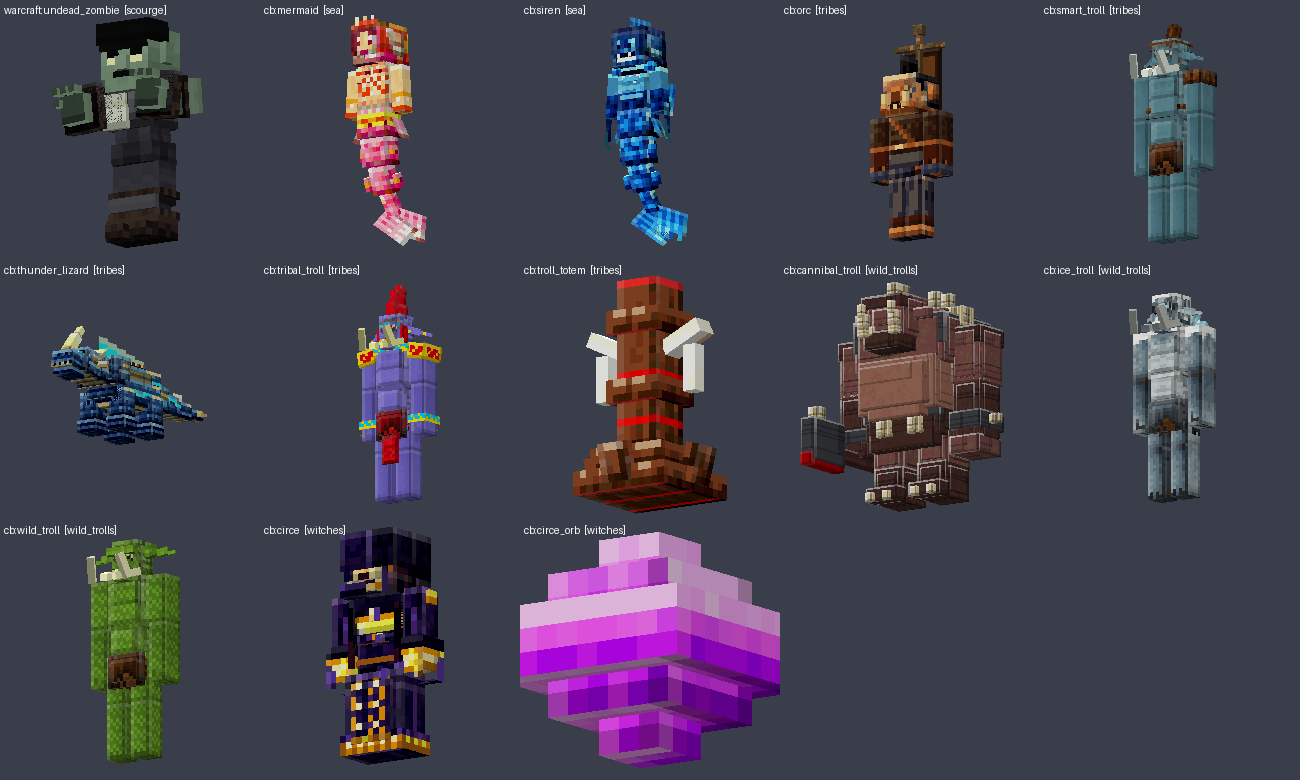 warcraft:undead_zombie [scourge]
cb:mermaid [sea]
cb:siren [sea]
cb:orc [tribes]
cb:smart_troll [tribes]
cb:thunder_lizard [tribes]
cb:tribal_troll [tribes]
cb:troll_totem [tribes]
cb:cannibal_troll [wild_trolls]
cb:ice_troll [wild_trolls]
cb:wild_troll [wild_trolls]
cb:circe [witches]
cb:circe_orb [witches]